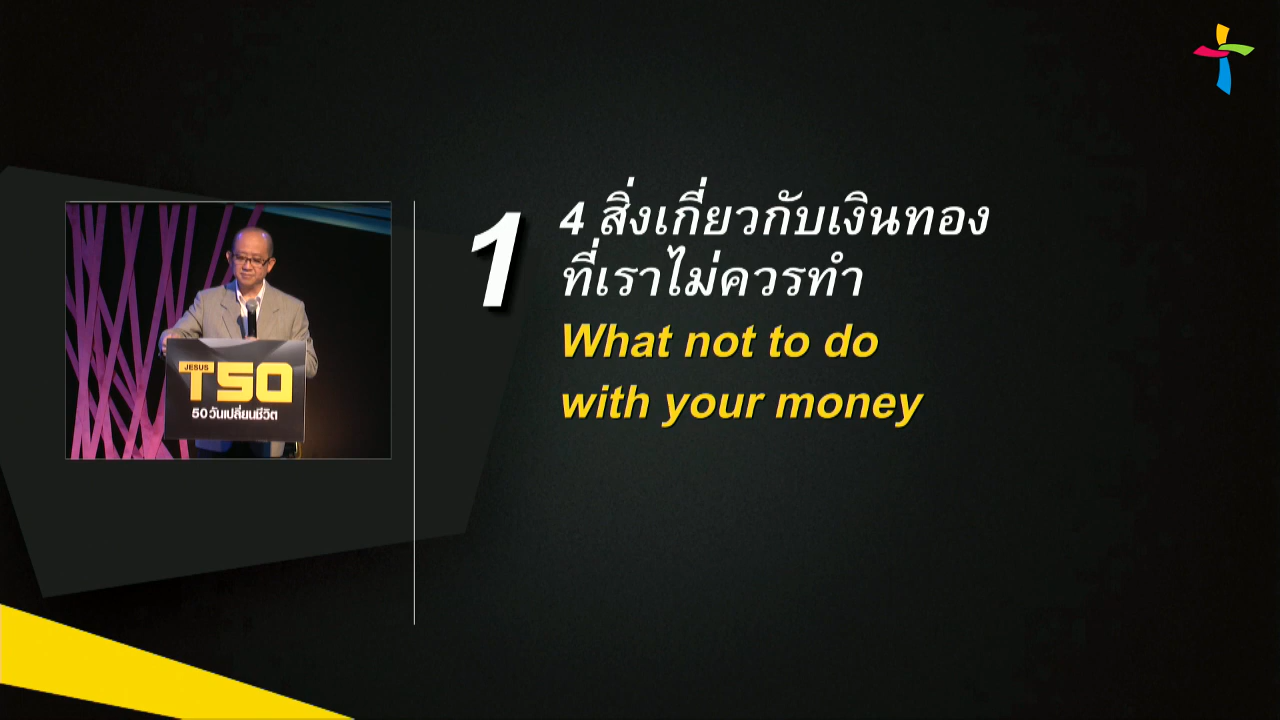 JESUS
T50
50 วันเปลี่ยนชีวิต
1
4 สิ่งเกี่ยวกับเงินทอง
ที่เราไม่ควรทำ
What not to do
with your money